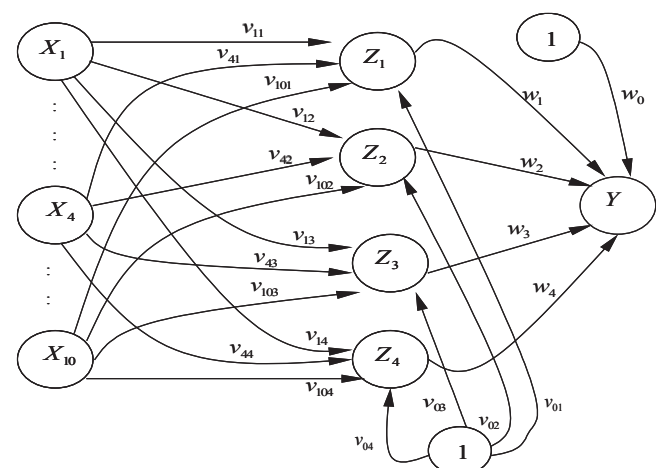 X1 v11 Z1 1
v41
v101 w1 w0
v12
Z2
X4 v42 w2 Y
v102
v13 w3
v43 Z3
v103 w4
X10 v14 Z4
v44
v104 v03 v02 v01
v04 1